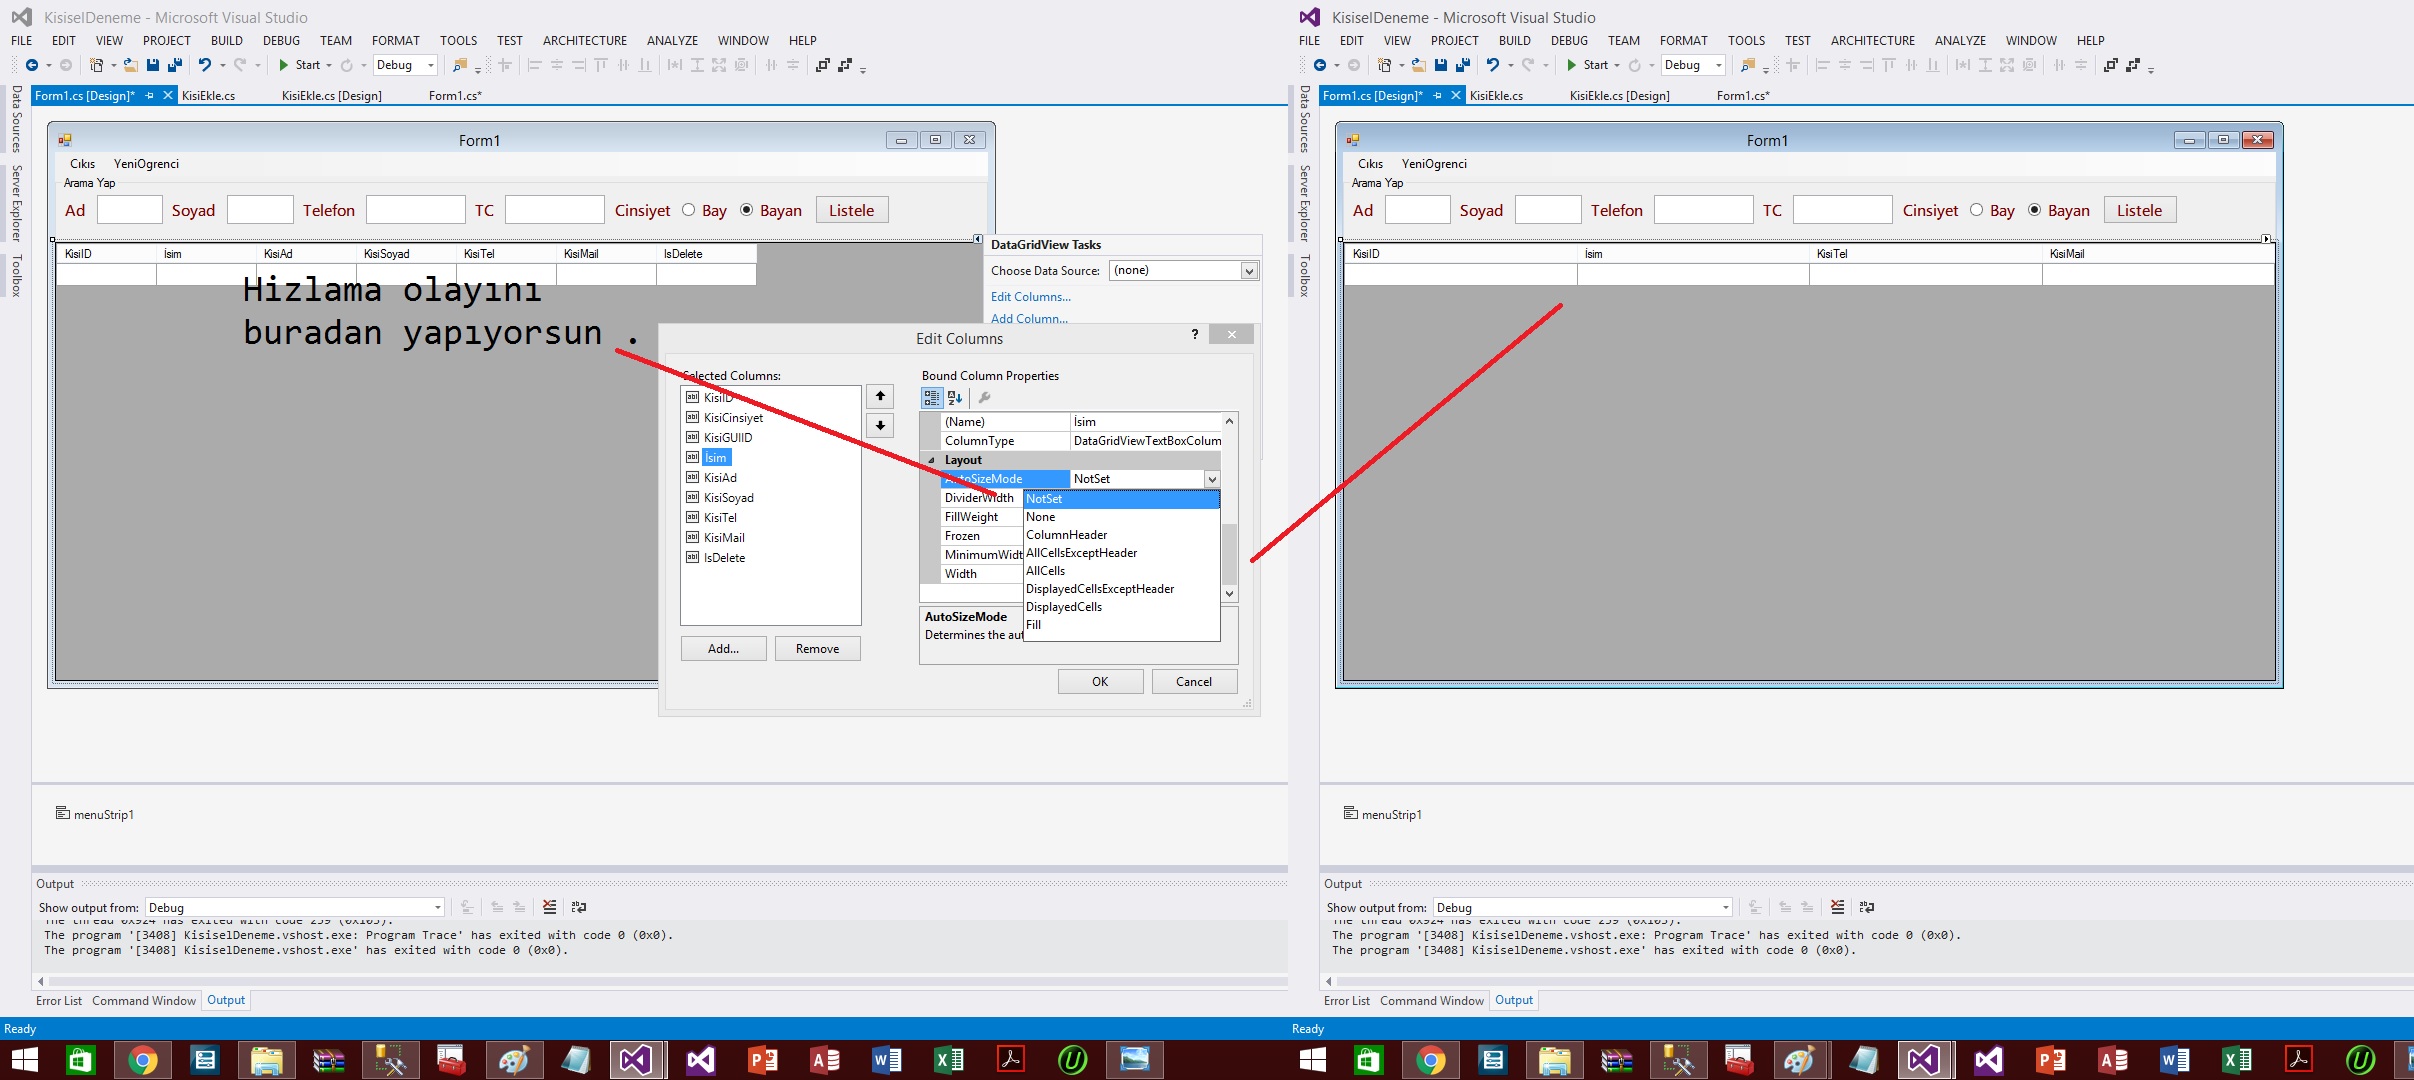 KisiselDeneme - Microsoft Visual Studio
FILE EDIT VIEW PROJECT BUILD DEBUG TEAM FORMAT TOOLS TEST ARCHITECTURE ANALYZE WINDOW HELP
Start Debug
Form1.cs [Design]* KisiEkle.cs KisiEkle.cs [Design] Form1.cs*
Data Sources
Server Explorer
Toolbox
Form1
Cıkıs YeniOgrenci
Arama Yap
Ad Soyad Telefon TC Cinsiyet Bay Bayan Listele
KisiID İsim KisiAd KisiSoyad KisiTel KisiMail IsDelete
Hizlama olayını
buradan yapıyorsun .
DataGridView Tasks
Choose Data Source: (none)
Edit Columns...
Add Column...
Edit Columns
?
Selected Columns:
KisiID
KisiCinsiyet
KisiGUIID
İsim
KisiAd
KisiSoyad
KisiTel
KisiMail
IsDelete
Add... Remove
Bound Column Properties
(Name) İsim
ColumnType DataGridViewTextBoxColum
Layout
AutoSizeMode NotSet
DividerWidth
FillWeight
Frozen
MinimumWidt
Width
NotSet
None
ColumnHeader
AllCellsExceptHeader
AllCells
DisplayedCellsExceptHeader
DisplayedCells
Fill
AutoSizeMode
Determines the aut
OK Cancel
menuStrip1
Output
Show output from: Debug
The thread 0x924 has exited with code 259 (0x103).
The program '[3408] KisiselDeneme.vshost.exe: Program Trace' has exited with code 0 (0x0).
The program '[3408] KisiselDeneme.vshost.exe' has exited with code 0 (0x0).
Error List Command Window Output
Ready
KisiselDeneme - Microsoft Visual Studio
FILE EDIT VIEW PROJECT BUILD DEBUG TEAM FORMAT TOOLS TEST ARCHITECTURE ANALYZE WINDOW HELP
Start Debug
Form1.cs [Design]* KisiEkle.cs KisiEkle.cs [Design] Form1.cs*
Data Sources
Server Explorer
Toolbox
Form1
Cıkıs YeniOgrenci
Arama Yap
Ad Soyad Telefon TC Cinsiyet Bay Bayan Listele
KisiID İsim KisiTel KisiMail
menuStrip1
Output
Show output from: Debug
The thread 0x924 has exited with code 259 (0x103).
The program '[3408] KisiselDeneme.vshost.exe: Program Trace' has exited with code 0 (0x0).
The program '[3408] KisiselDeneme.vshost.exe' has exited with code 0 (0x0).
Error List Command Window Output
Ready